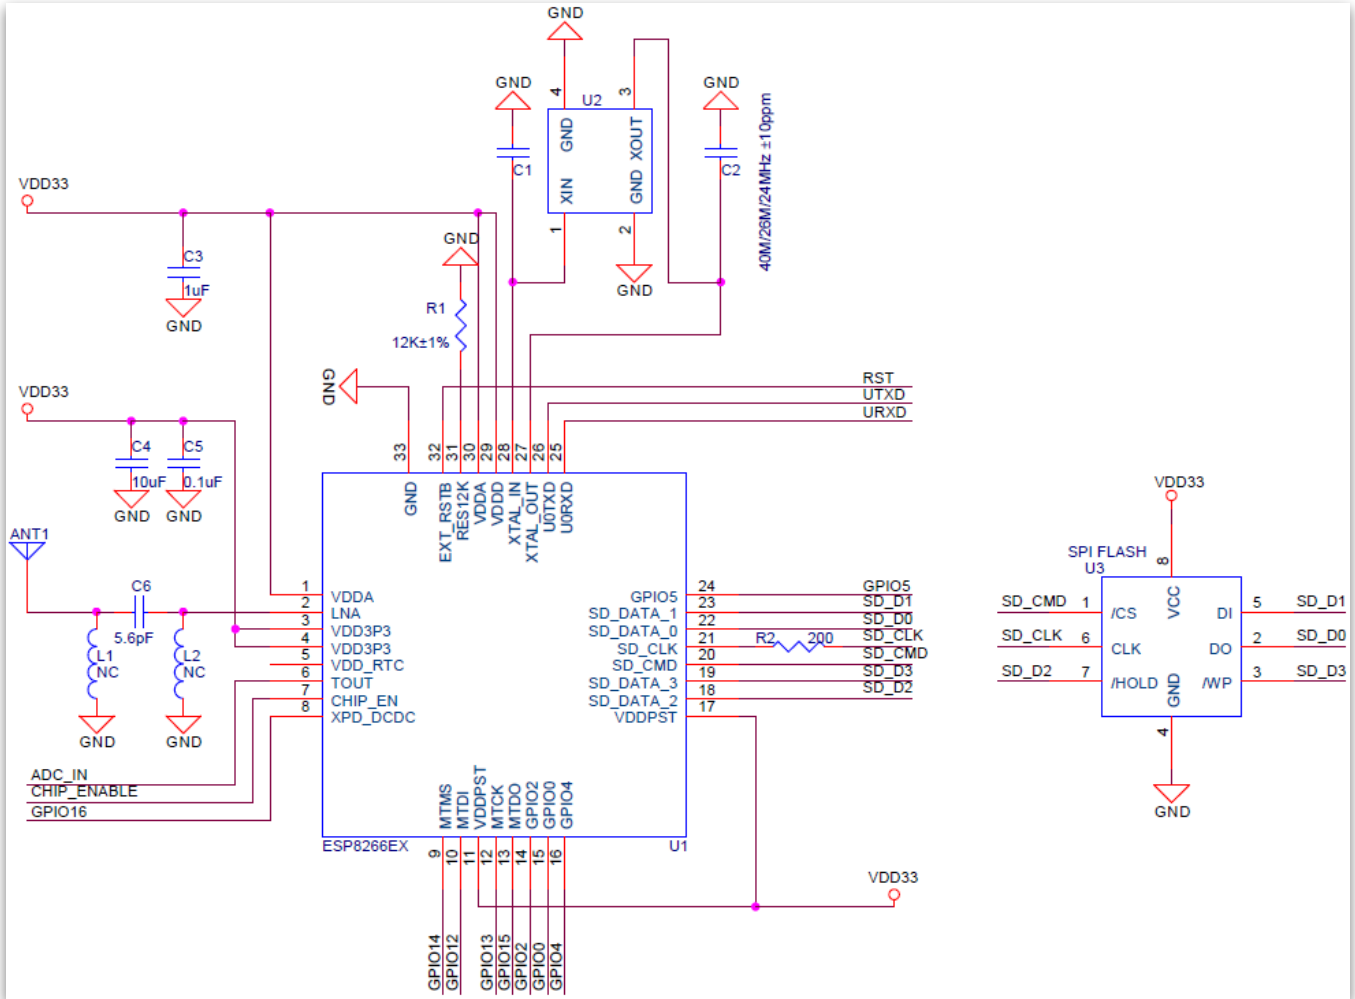 GND
GND
GND
4
3
U2
GND
XOUT
XIN
GND
C1
C2
1
2
GND
40M/26M/24MHz ±10ppm
VDD33
C3
1uF
GND
GND
R1
12K±1%
GND
VDD33
C4
10uF
GND
C5
0.1uF
GND
RST
UTXD
URXD
33
32
31
30
29
28
27
26
25
GND
EXT_RSTB
RES12K
VDDA
VDDD
XTAL_IN
XTAL_OUT
U0TXD
U0RXD
ANT1
C6
5.6pF
L1
NC
GND
L2
NC
GND
1 VDDA
2 LNA
3 VDD3P3
4 VDD3P3
5 VDD_RTC
6 TOUT
7 CHIP_EN
8 XPD_DCDC
GPIO5 24 GPIO5
SD_DATA_1 23 SD_D1
SD_DATA_0 22 SD_D0
SD_CLK 21 R2 200 SD_CLK
SD_CMD 20 SD_CMD
SD_DATA_3 19 SD_D3
SD_DATA_2 18 SD_D2
VDDPST 17
ADC_IN
CHIP_ENABLE
GPIO16
MTMS
MTDI
VDDPST
MTCK
MTDO
GPIO2
GPIO0
GPIO4
ESP8266EX
U1
9
10
11
12
13
14
15
16
VDD33
GPIO14
GPIO12
GPIO13
GPIO15
GPIO2
GPIO0
GPIO4
VDD33
SPI FLASH
U3
8
VCC
SD_CMD 1 /CS
SD_CLK 6 CLK
SD_D2 7 /HOLD
DI 5 SD_D1
DO 2 SD_D0
/WP 3 SD_D3
GND
4
GND